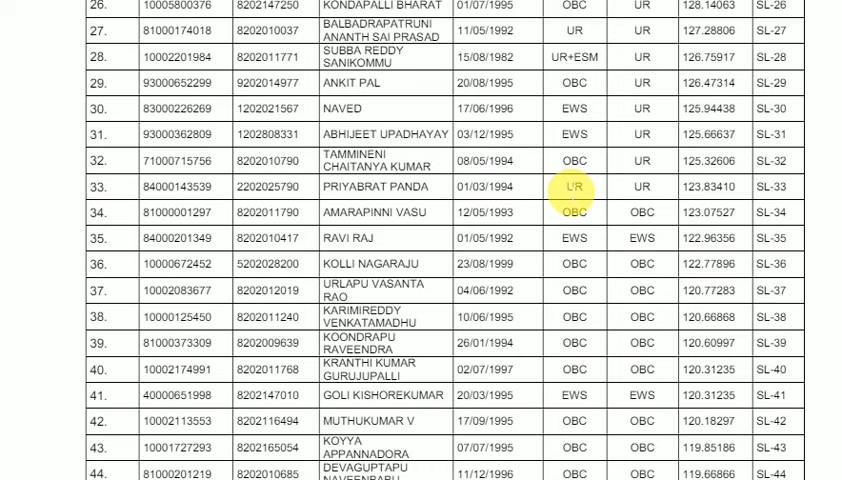 26. 10005800376 8202147250 KONDAPALLI BHARAT 01/07/1995 OBC UR 128.14063 SL-26
27. 81000174018 8202010037 BALBADRAPATRUNI ANANTH SAI PRASAD 11/05/1992 UR UR 127.28806 SL-27
28. 10002201984 8202011771 SUBBA REDDY SANIKOMMU 15/08/1982 UR+ESM UR 126.75917 SL-28
29. 93000652299 9202014977 ANKIT PAL 20/08/1995 OBC UR 126.47314 SL-29
30. 83000226269 1202021567 NAVED 17/06/1996 EWS UR 125.94438 SL-30
31. 93000362809 1202808331 ABHIJEET UPADHAYAY 03/12/1995 EWS UR 125.66637 SL-31
32. 71000715756 8202010790 TAMMINENI CHAITANYA KUMAR 08/05/1994 OBC UR 125.32606 SL-32
33. 84000143539 2202025790 PRIYABRAT PANDA 01/03/1994 UR UR 123.83410 SL-33
34. 81000001297 8202011790 AMARAPINNI VASU 12/05/1993 OBC OBC 123.07527 SL-34
35. 84000201349 8202010417 RAVI RAJ 01/05/1992 EWS EWS 122.96356 SL-35
36. 10000672452 5202028200 KOLLI NAGARAJU 23/08/1999 OBC OBC 122.77896 SL-36
37. 10002083677 8202012019 URLAPU VASANTA RAO 04/06/1992 OBC OBC 120.77283 SL-37
38. 10000125450 8202011240 KARIMIREDDY VENKATAMADHU 10/06/1995 OBC OBC 120.66868 SL-38
39. 81000373309 8202009639 KOONDRAPU RAVEENDRA 26/01/1994 OBC OBC 120.60997 SL-39
40. 10002174991 8202011768 KRANTHI KUMAR GURUJUPALLI 02/07/1997 OBC OBC 120.31235 SL-40
41. 40000651998 8202147010 GOLI KISHOREKUMAR 20/03/1995 EWS EWS 120.31235 SL-41
42. 10002113553 8202116494 MUTHUKUMAR V 17/09/1995 OBC OBC 120.18297 SL-42
43. 10001727293 8202165054 KOYYA APPANNADORA 07/07/1995 OBC OBC 119.85186 SL-43
44. 81000201219 8202010685 DEVAGUPTAPU NAVEENBABU 11/12/1996 OBC OBC 119.66866 SL-44